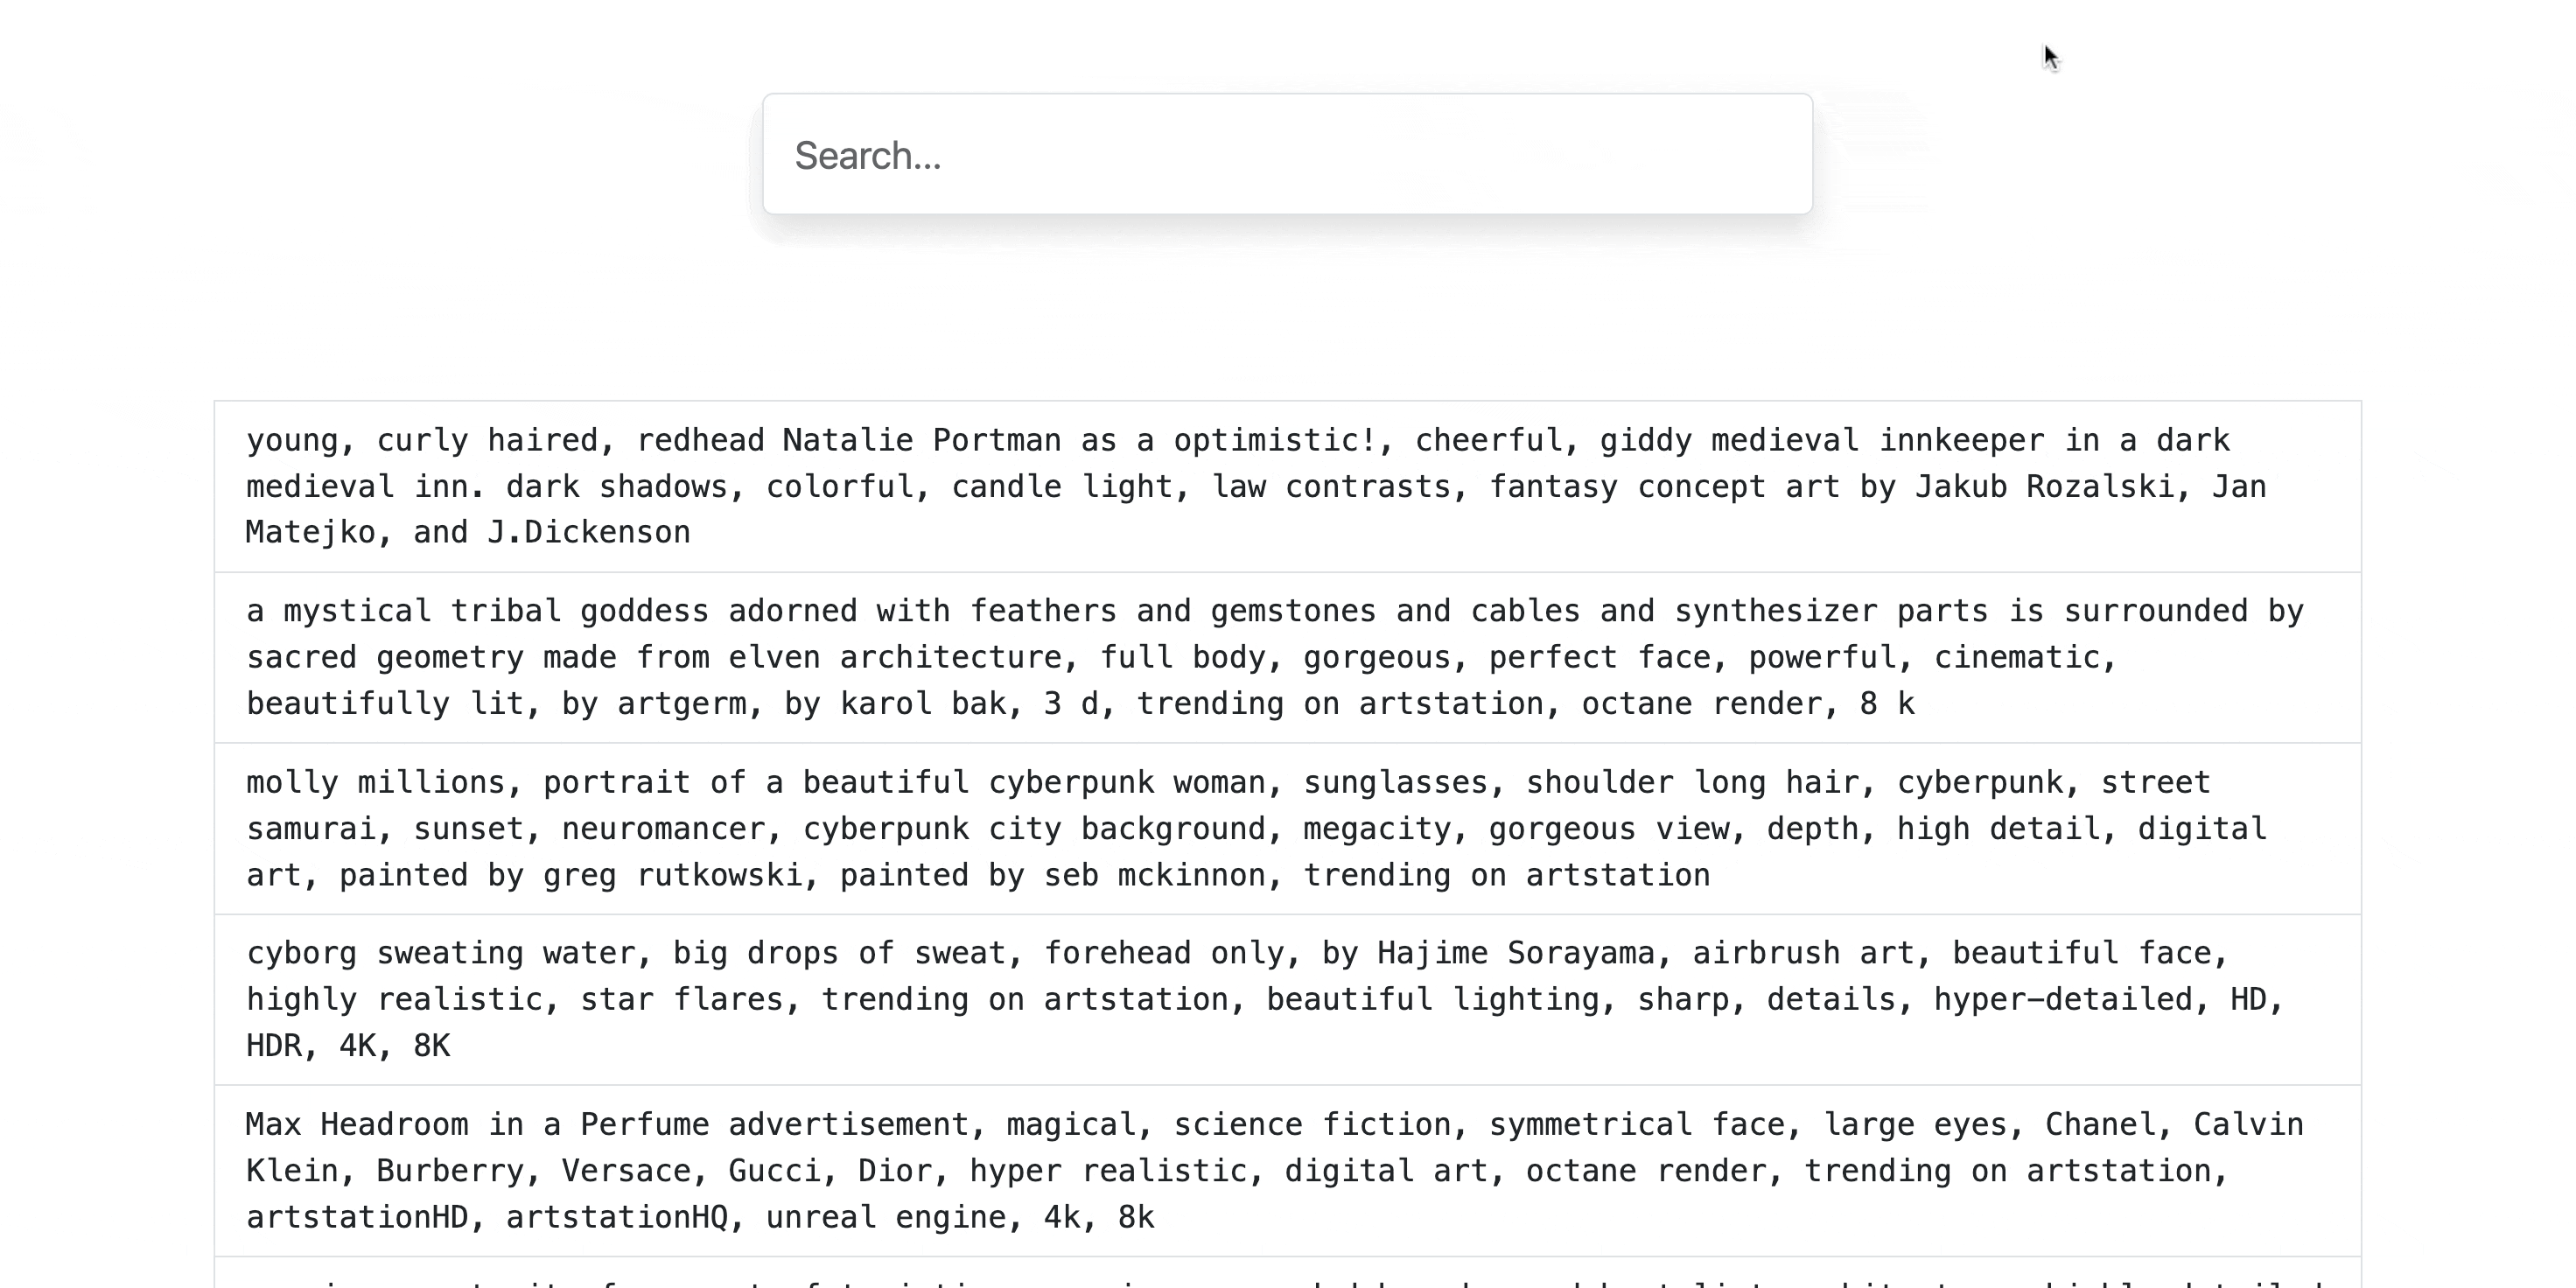 Search...
young, curly haired, redhead Natalie Portman as a optimistic!, cheerful, giddy medieval innkeeper in a dark
medieval inn. dark shadows, colorful, candle light, law contrasts, fantasy concept art by Jakub Rozalski, Jan
Matejko, and J.Dickenson
a mystical tribal goddess adorned with feathers and gemstones and cables and synthesizer parts is surrounded by
sacred geometry made from elven architecture, full body, gorgeous, perfect face, powerful, cinematic,
beautifully lit, by artgerm, by karol bak, 3 d, trending on artstation, octane render, 8 k
molly millions, portrait of a beautiful cyberpunk woman, sunglasses, shoulder long hair, cyberpunk, street
samurai, sunset, neuromancer, cyberpunk city background, megacity, gorgeous view, depth, high detail, digital
art, painted by greg rutkowski, painted by seb mckinnon, trending on artstation
cyborg sweating water, big drops of sweat, forehead only, by Hajime Sorayama, airbrush art, beautiful face,
highly realistic, star flares, trending on artstation, beautiful lighting, sharp, details, hyper-detailed, HD,
HDR, 4K, 8K
Max Headroom in a Perfume advertisement, magical, science fiction, symmetrical face, large eyes, Chanel, Calvin
Klein, Burberry, Versace, Gucci, Dior, hyper realistic, digital art, octane render, trending on artstation,
artstationHD, artstationHQ, unreal engine, 4k, 8k